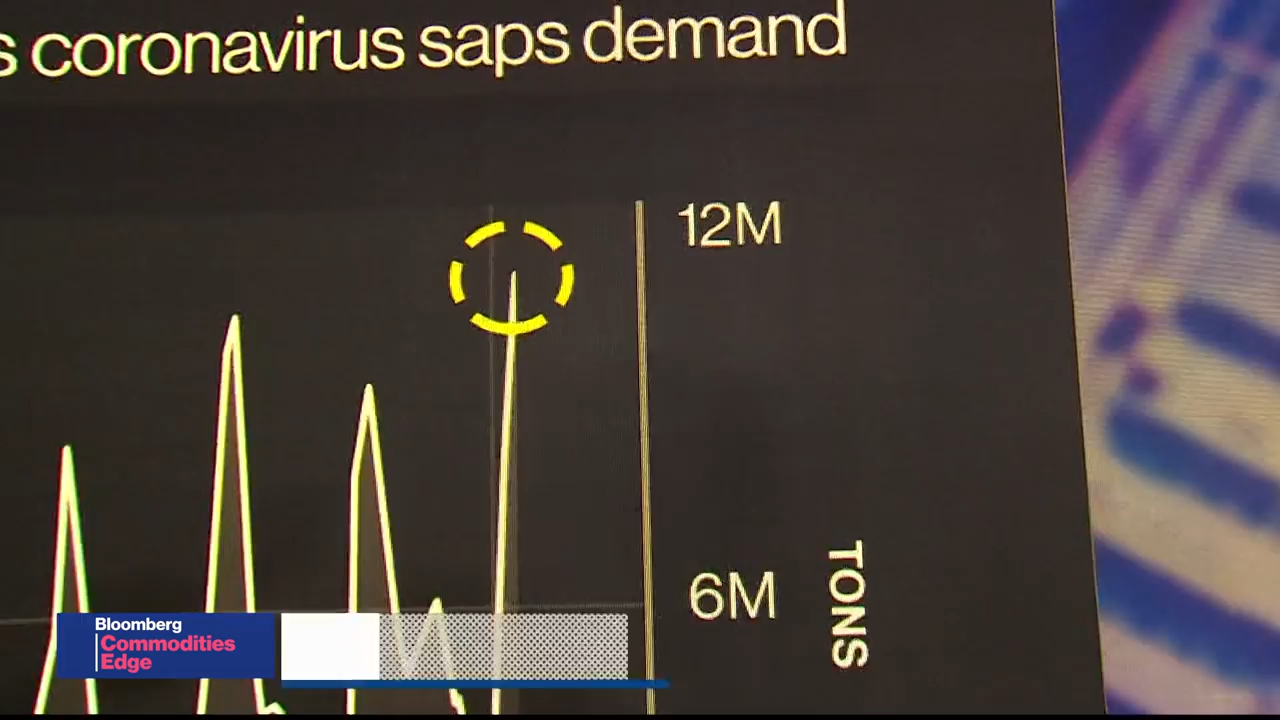 s coronavirus saps demand
12M
6M
TONS
Bloomberg
Commodities
Edge